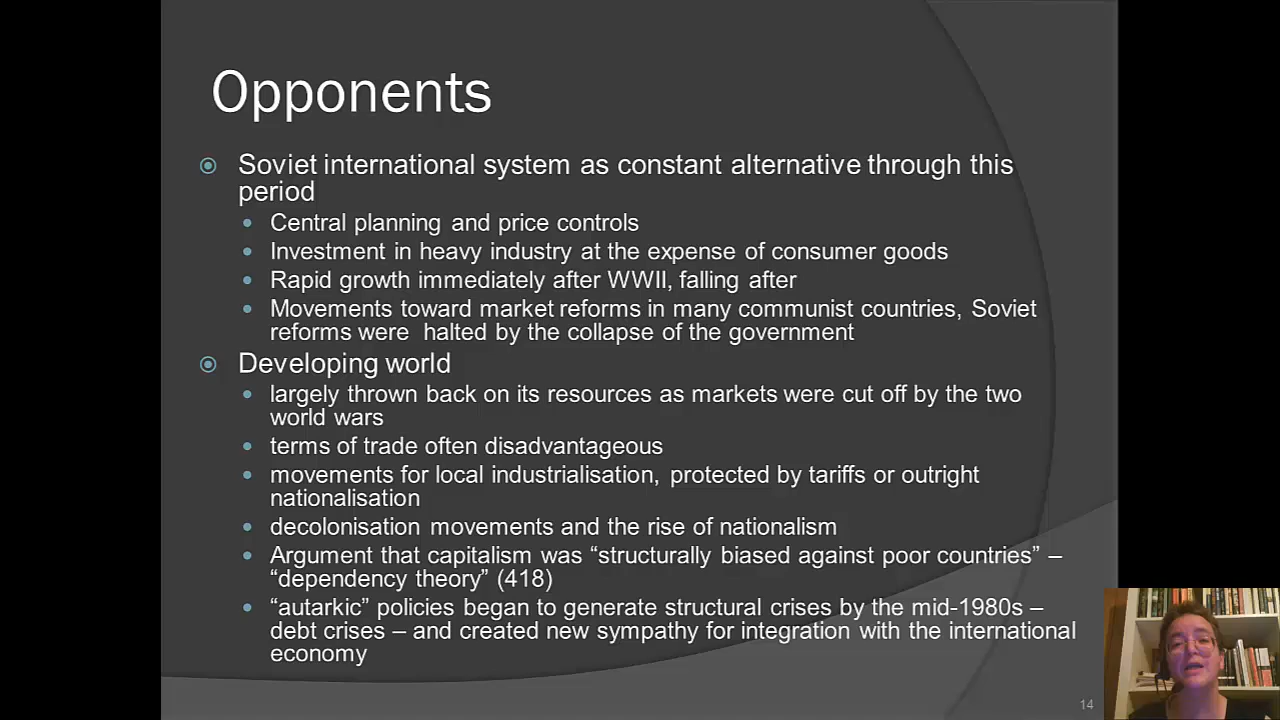 Opponents
Soviet international system as constant alternative through this
period
Central planning and price controls
Investment in heavy industry at the expense of consumer goods
Rapid growth immediately after WWII, falling after
Movements toward market reforms in many communist countries, Soviet
reforms were halted by the collapse of the government
Developing world
largely thrown back on its resources as markets were cut off by the two
world wars
terms of trade often disadvantageous
movements for local industrialisation, protected by tariffs or outright
nationalisation
decolonisation movements and the rise of nationalism
Argument that capitalism was “structurally biased against poor countries” –
“dependency theory” (418)
“autarkic” policies began to generate structural crises by the mid-1980s –
debt crises – and created new sympathy for integration with the international
economy
14